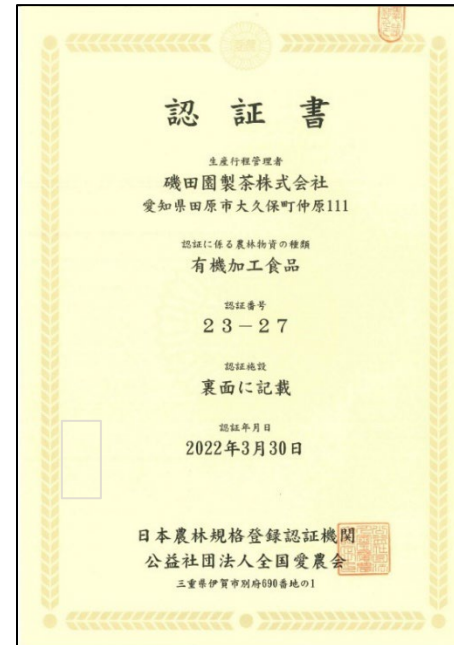 認証書
生産行程管理者
磯田園製茶株式会社
愛知県田原市大久保町仲原111
認証に係る農林物資の種類
有機加工食品
認証番号
23－27
認証施設
裏面に記載
認証年月日
2022年3月30日
日本農林規格登録認証機関
公益社団法人全国愛農会
三重県伊賀市別府690番地の1